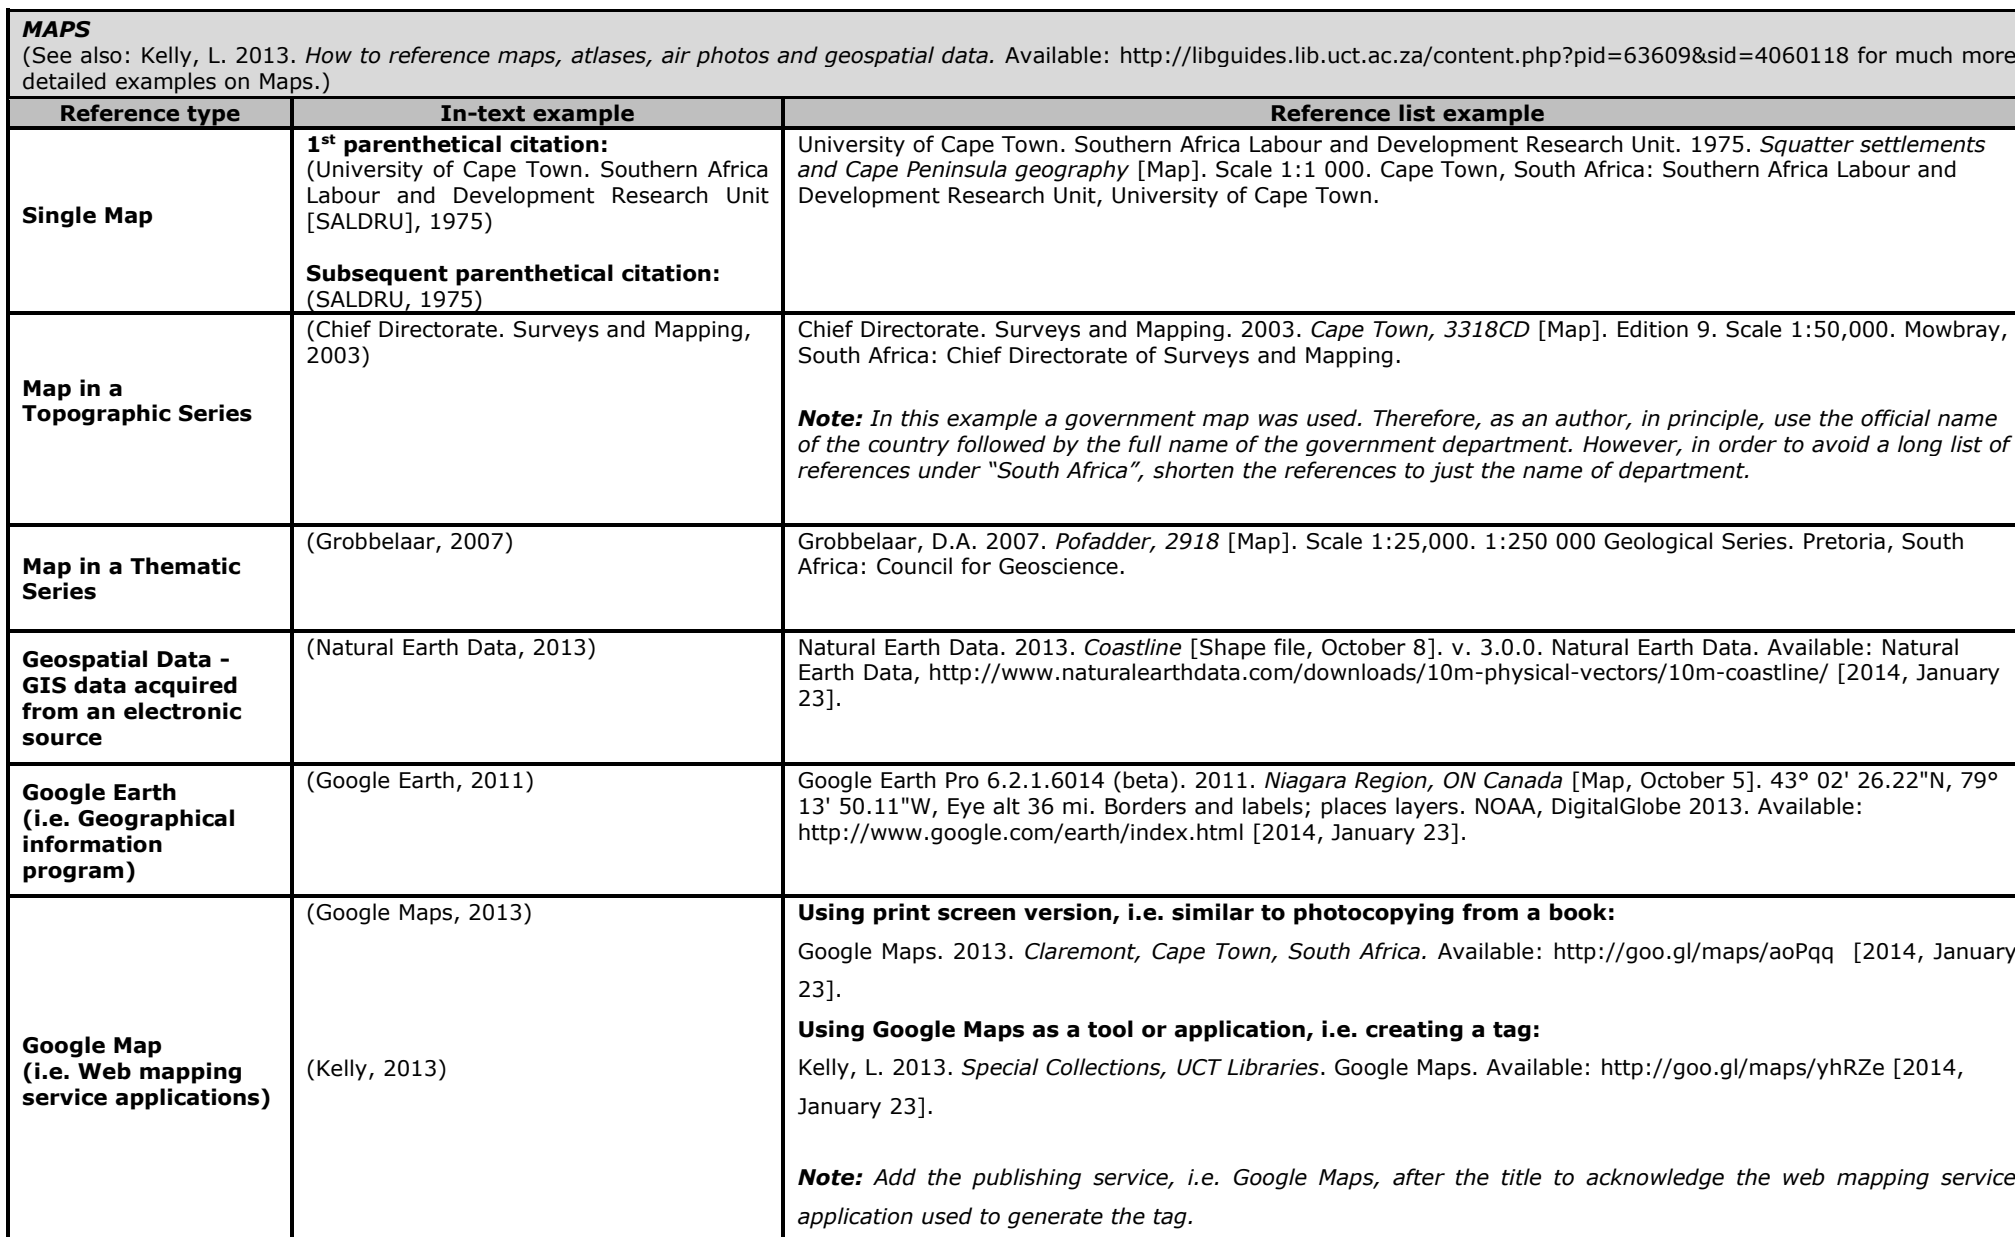 MAPS
(See also: Kelly, L. 2013. How to reference maps, atlases, air photos and geospatial data. Available: http://libguides.lib.uct.ac.za/content.php?pid=63609&sid=4060118 for much more
detailed examples on Maps.)
Reference type In-text example Reference list example
Single Map
1st parenthetical citation:
(University of Cape Town. Southern Africa
Labour and Development Research Unit
[SALDRU], 1975)
Subsequent parenthetical citation:
(SALDRU, 1975)
University of Cape Town. Southern Africa Labour and Development Research Unit. 1975. Squatter settlements
and Cape Peninsula geography [Map]. Scale 1:1 000. Cape Town, South Africa: Southern Africa Labour and
Development Research Unit, University of Cape Town.
Map in a
Topographic Series
(Chief Directorate. Surveys and Mapping,
2003)
Chief Directorate. Surveys and Mapping. 2003. Cape Town, 3318CD [Map]. Edition 9. Scale 1:50,000. Mowbray,
South Africa: Chief Directorate of Surveys and Mapping.
Note: In this example a government map was used. Therefore, as an author, in principle, use the official name
of the country followed by the full name of the government department. However, in order to avoid a long list of
references under “South Africa”, shorten the references to just the name of department.
Map in a Thematic
Series
(Grobbelaar, 2007)
Grobbelaar, D.A. 2007. Pofadder, 2918 [Map]. Scale 1:25,000. 1:250 000 Geological Series. Pretoria, South
Africa: Council for Geoscience.
Geospatial Data -
GIS data acquired
from an electronic
source
(Natural Earth Data, 2013)
Natural Earth Data. 2013. Coastline [Shape file, October 8]. v. 3.0.0. Natural Earth Data. Available: Natural
Earth Data, http://www.naturalearthdata.com/downloads/10m-physical-vectors/10m-coastline/ [2014, January
23].
Google Earth
(i.e. Geographical
information
program)
(Google Earth, 2011)
Google Earth Pro 6.2.1.6014 (beta). 2011. Niagara Region, ON Canada [Map, October 5]. 43° 02' 26.22"N, 79°
13' 50.11"W, Eye alt 36 mi. Borders and labels; places layers. NOAA, DigitalGlobe 2013. Available:
http://www.google.com/earth/index.html [2014, January 23].
Google Map
(i.e. Web mapping
service applications)
(Google Maps, 2013)
(Kelly, 2013)
Using print screen version, i.e. similar to photocopying from a book:
Google Maps. 2013. Claremont, Cape Town, South Africa. Available: http://goo.gl/maps/aoPqq [2014, January
23].
Using Google Maps as a tool or application, i.e. creating a tag:
Kelly, L. 2013. Special Collections, UCT Libraries. Google Maps. Available: http://goo.gl/maps/yhRZe [2014,
January 23].
Note: Add the publishing service, i.e. Google Maps, after the title to acknowledge the web mapping service
application used to generate the tag.